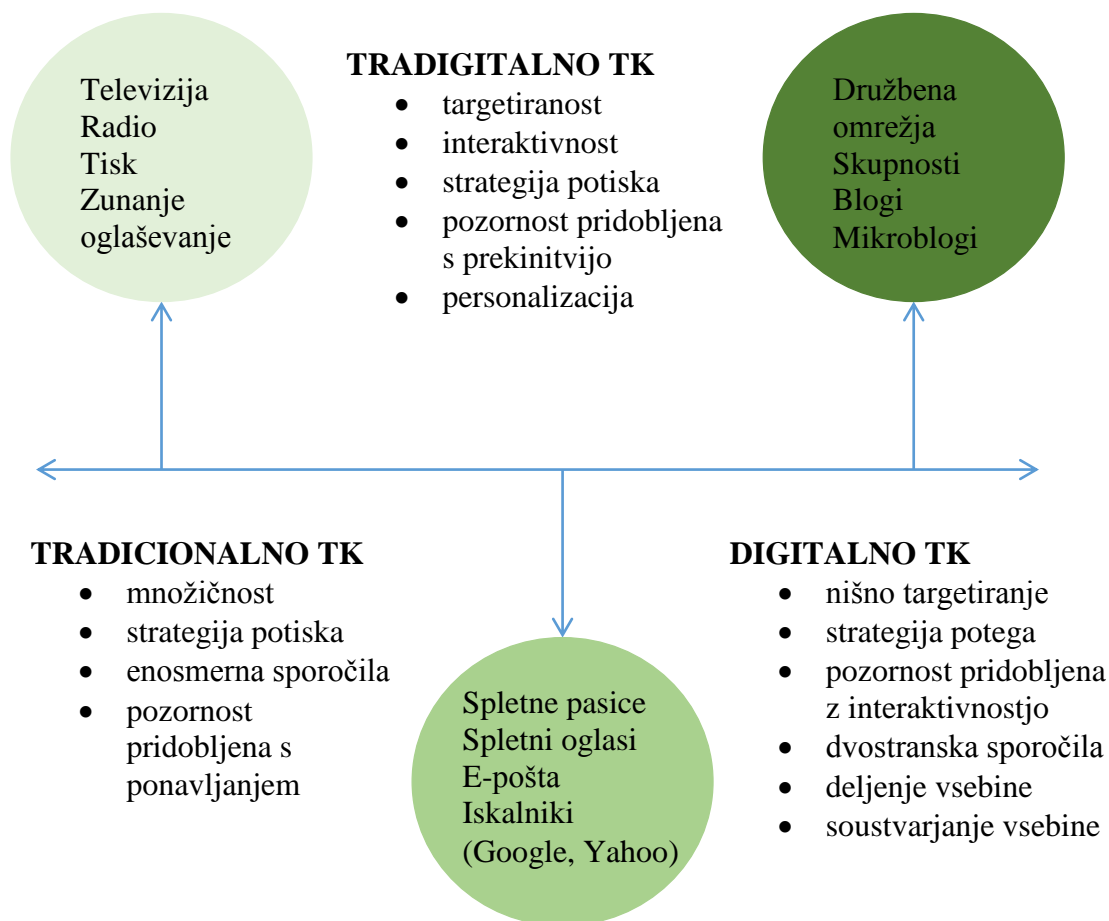 Televizija
Radio
Tisk
Zunanje
oglaševanje
TRADIGITALNO TK
• targetiranost
• interaktivnost
• strategija potiska
• pozornost pridobljena
s prekinitvijo
• personalizacija
Družbena
omrežja
Skupnosti
Blogi
Mikroblogi
TRADICIONALNO TK
• množičnost
• strategija potiska
• enosmerna sporočila
• pozornost
pridobljena s
ponavljanjem
Spletne pasice
Spletni oglasi
E-pošta
Iskalniki
(Google, Yahoo)
DIGITALNO TK
• nišno targetiranje
• strategija potega
• pozornost pridobljena
z interaktivnostjo
• dvostranska sporočila
• deljenje vsebine
• soustvarjanje vsebine